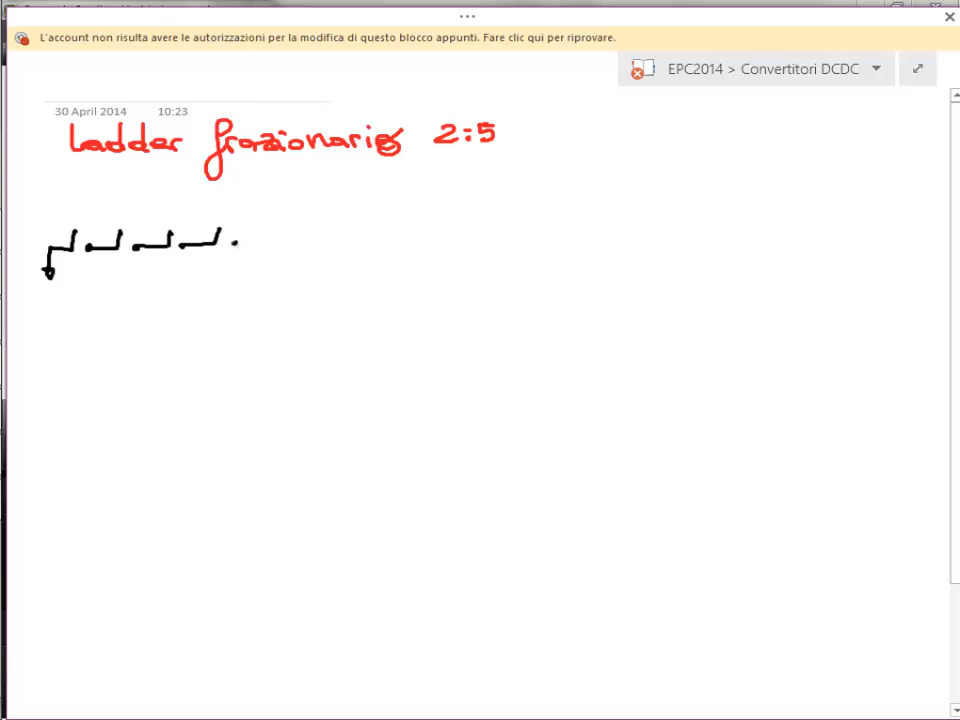 L'account non risulta avere le autorizzazioni per la modifica di questo blocco appunti. Fare clic qui per riprovare.
EPC2014 > Convertitori DCDC
30 April 2014 10:23
Ladder frazionario 2:5